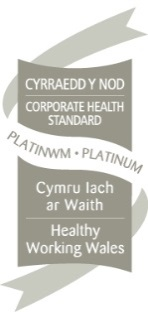 CYRRAEDD Y NOD
CORPORATE HEALTH
STANDARD
PLATINWM • PLATINUM
Cymru Iach
ar Waith
Healthy
Working Wales